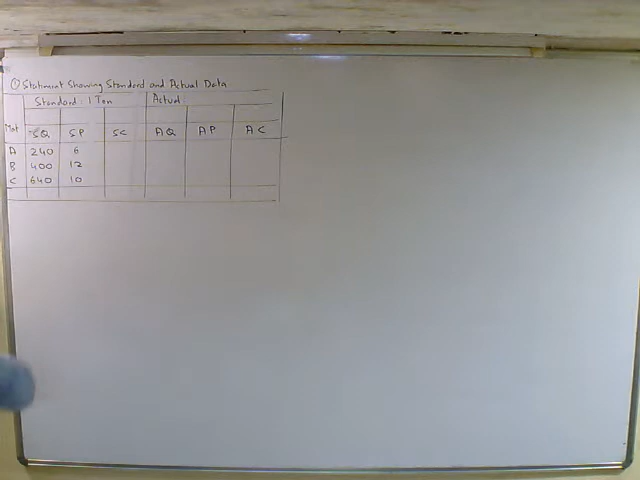 ① Statment Showing Standard and Actual Data
Standard : 1 Ton Actual
Mat SQ SP SC AQ AP AC
A 240 6
B 400 12
C 640 10